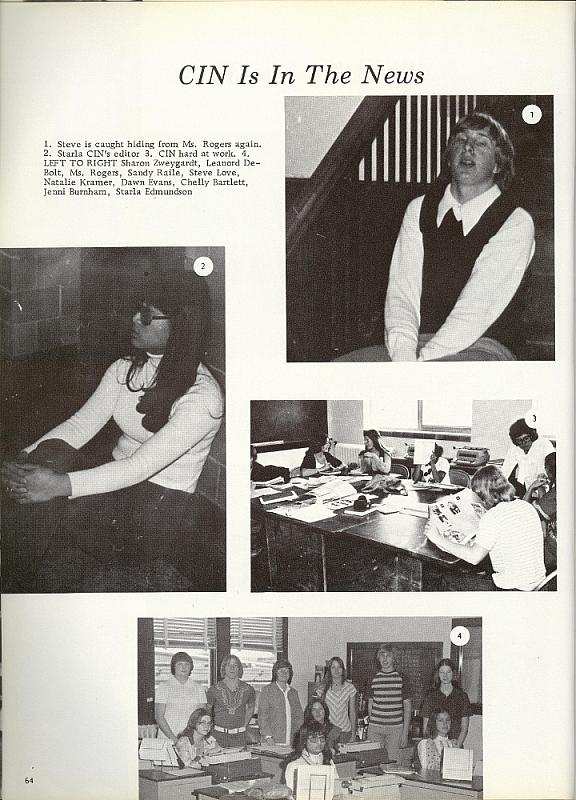 CIN Is In The News
1. Steve is caught hiding from Ms. Rogers again.
2. Starla CIN's editor 3. CIN hard at work. 4.
LEFT TO RIGHT Sharon Zweygardt, Leanord De-
Bolt, Ms. Rogers, Sandy Raile, Steve Love,
Natalie Kramer, Dawn Evans, Chelly Bartlett,
Jenni Burnham, Starla Edmundson
1
2
3
4
64